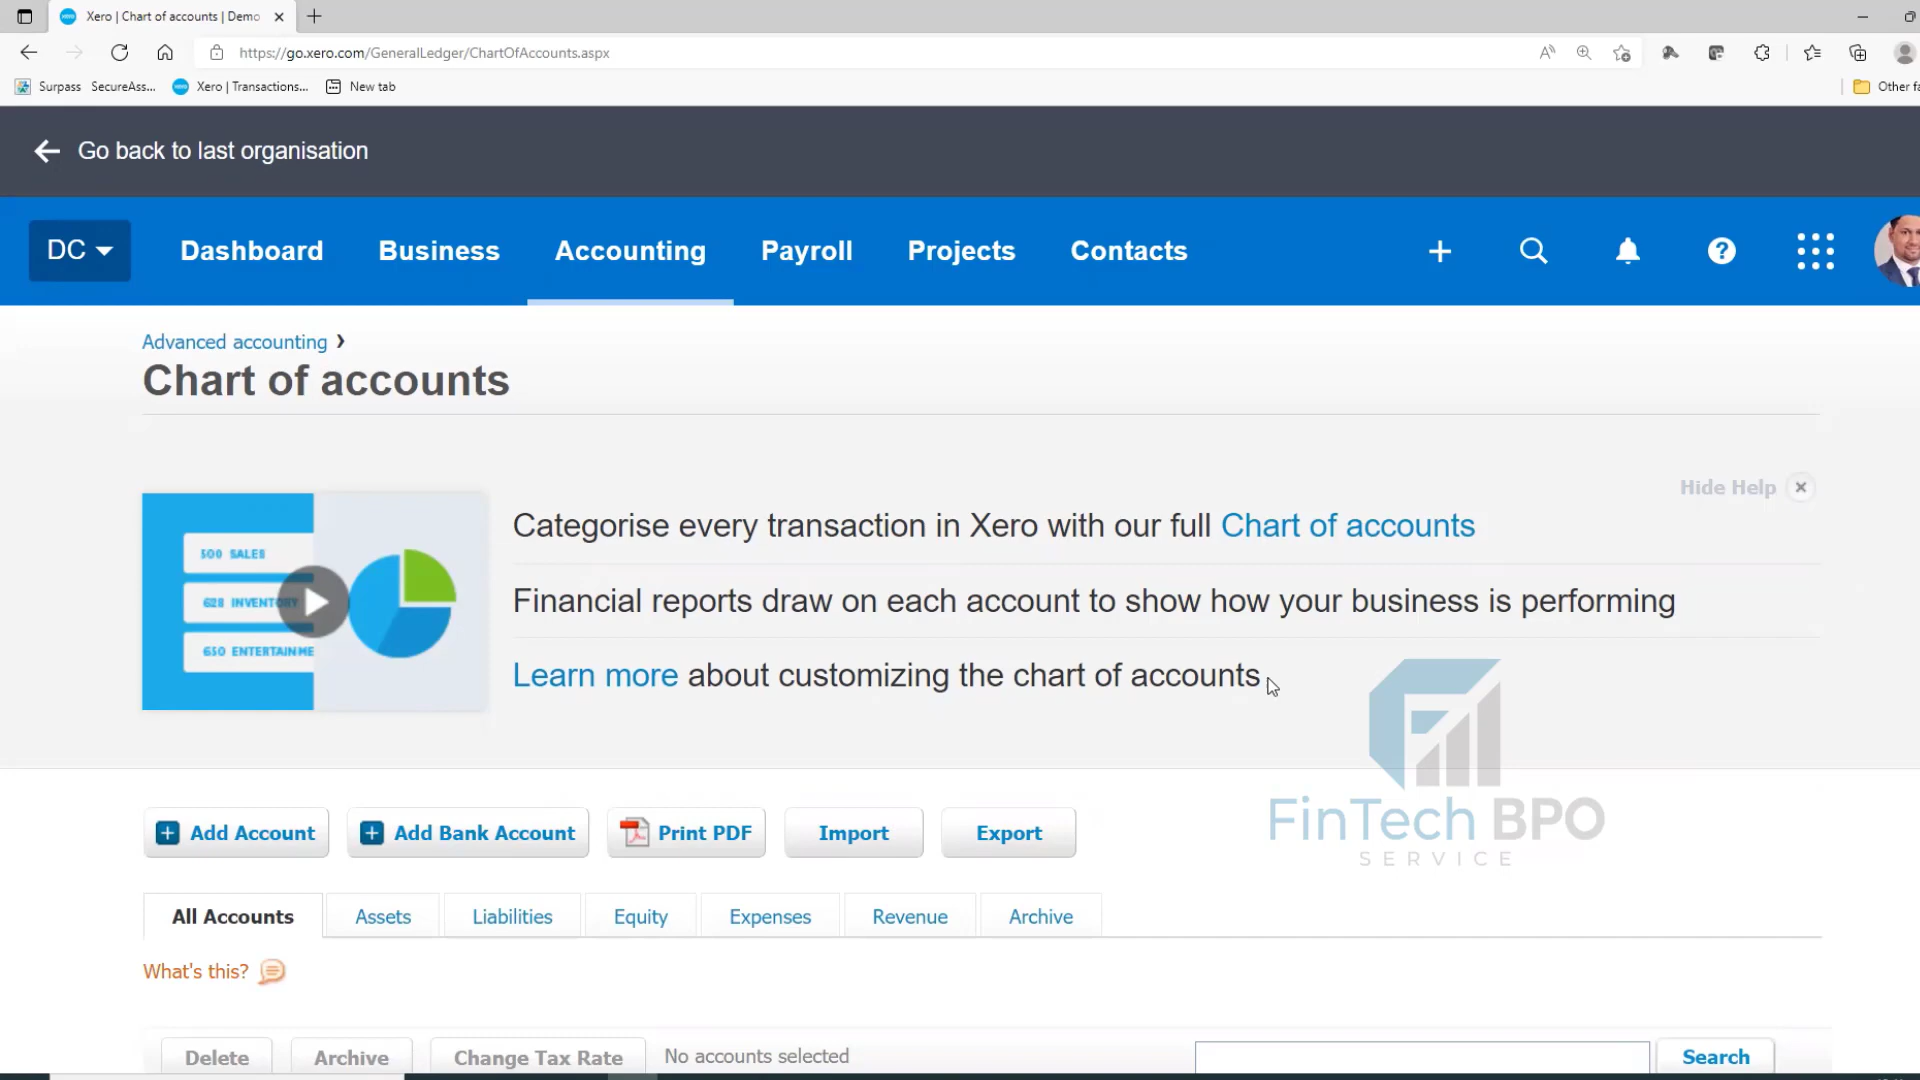 Xero | Chart of accounts | Demo
https://go.xero.com/GeneralLedger/ChartOfAccounts.aspx
Surpass SecureAss... Xero | Transactions... New tab Other fa
Go back to last organisation
DC Dashboard Business Accounting Payroll Projects Contacts
Advanced accounting ›
Chart of accounts
Hide Help
500 SALES
628 INVENTORY
650 ENTERTAINME
Categorise every transaction in Xero with our full Chart of accounts
Financial reports draw on each account to show how your business is performing
Learn more about customizing the chart of accounts
FinTech BPO
SERVICE
Add Account Add Bank Account Print PDF Import Export
All Accounts Assets Liabilities Equity Expenses Revenue Archive
What's this?
Delete Archive Change Tax Rate No accounts selected Search